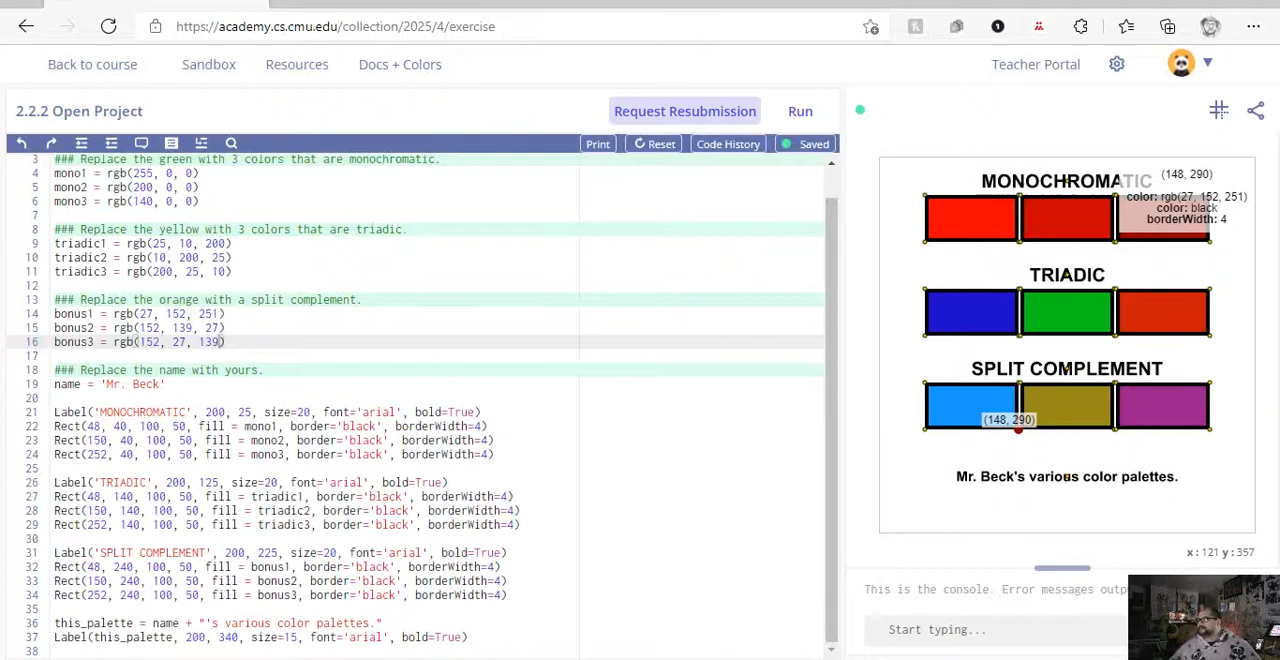 https://academy.cs.cmu.edu/collection/2025/4/exercise
Back to course
Sandbox
Resources
Docs + Colors
Teacher Portal
2.2.2 Open Project
Request Resubmission
Run
Print
Reset
Code History
Saved
3 ### Replace the green with 3 colors that are monochromatic.
4 mono1 = rgb(255, 0, 0)
5 mono2 = rgb(200, 0, 0)
6 mono3 = rgb(140, 0, 0)
7
8 ### Replace the yellow with 3 colors that are triadic.
9 triadic1 = rgb(25, 10, 200)
10 triadic2 = rgb(10, 200, 25)
11 triadic3 = rgb(200, 25, 10)
12
13 ### Replace the orange with a split complement.
14 bonus1 = rgb(27, 152, 251)
15 bonus2 = rgb(152, 139, 27)
16 bonus3 = rgb(152, 27, 139)
17
18 ### Replace the name with yours.
19 name = 'Mr. Beck'
20
21 Label('MONOCHROMATIC', 200, 25, size=20, font='arial', bold=True)
22 Rect(48, 40, 100, 50, fill = mono1, border='black', borderWidth=4)
23 Rect(150, 40, 100, 50, fill = mono2, border='black', borderWidth=4)
24 Rect(252, 40, 100, 50, fill = mono3, border='black', borderWidth=4)
25
26 Label('TRIADIC', 200, 125, size=20, font='arial', bold=True)
27 Rect(48, 140, 100, 50, fill = triadic1, border='black', borderWidth=4)
28 Rect(150, 140, 100, 50, fill = triadic2, border='black', borderWidth=4)
29 Rect(252, 140, 100, 50, fill = triadic3, border='black', borderWidth=4)
30
31 Label('SPLIT COMPLEMENT', 200, 225, size=20, font='arial', bold=True)
32 Rect(48, 240, 100, 50, fill = bonus1, border='black', borderWidth=4)
33 Rect(150, 240, 100, 50, fill = bonus2, border='black', borderWidth=4)
34 Rect(252, 240, 100, 50, fill = bonus3, border='black', borderWidth=4)
35
36 this_palette = name + "'s various color palettes."
37 Label(this_palette, 200, 340, size=15, font='arial', bold=True)
38
MONOCHROMATIC
(148, 290)
color: rgb(27, 152, 251)
color: black
borderWidth: 4
TRIADIC
SPLIT COMPLEMENT
(148, 290)
Mr. Beck's various color palettes.
x: 121 y: 357
This is the console. Error messages outp
Start typing...